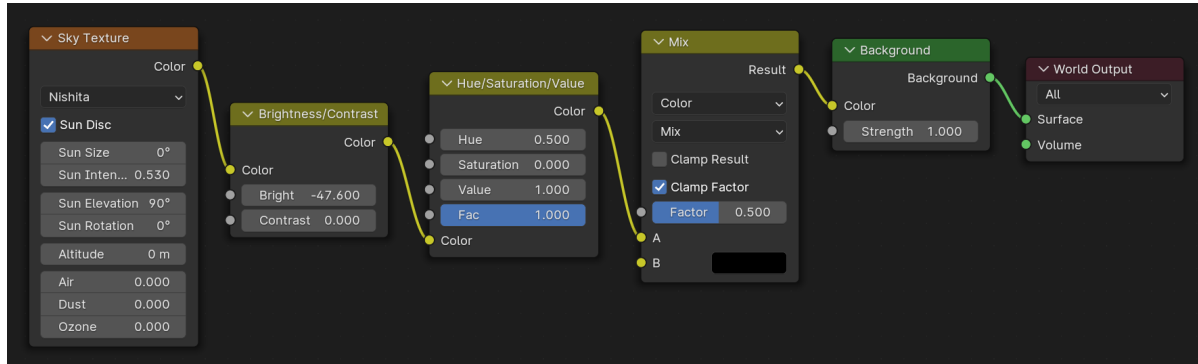 Sky Texture
Color
Nishita
Sun Disc
Sun Size 0°
Sun Inten... 0.530
Sun Elevation 90°
Sun Rotation 0°
Altitude 0 m
Air 0.000
Dust 0.000
Ozone 0.000
Brightness/Contrast
Color
Color
Bright -47.600
Contrast 0.000
Hue/Saturation/Value
Color
Hue 0.500
Saturation 0.000
Value 1.000
Fac 1.000
Color
Mix
Result
Color
Mix
Clamp Result
Clamp Factor
Factor 0.500
A
B
Background
Background
Color
Strength 1.000
World Output
All
Surface
Volume